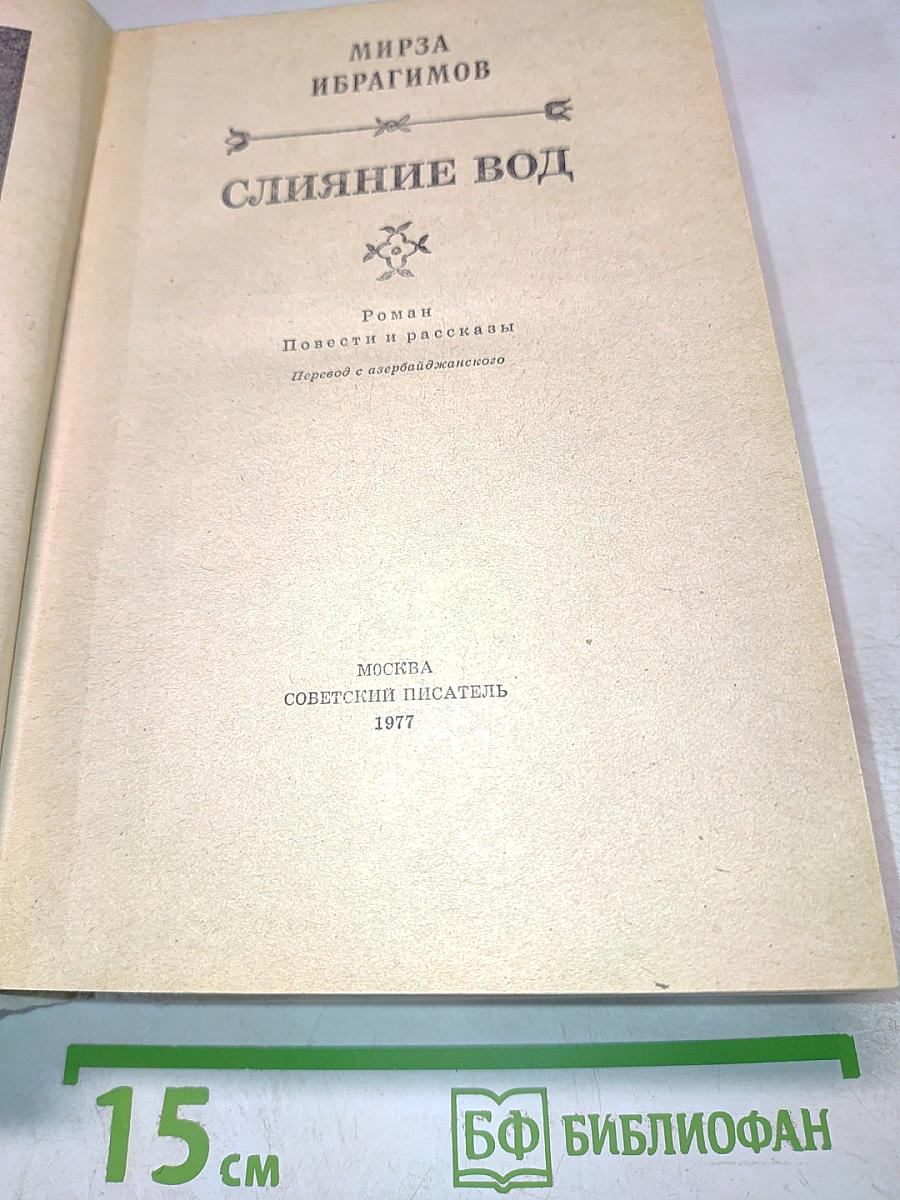 МИРЗА
ИБРАГИМОВ
СЛИЯНИЕ ВОД
Роман
Повести и рассказы
Перевод с азербайджанского
МОСКВА
СОВЕТСКИЙ ПИСАТЕЛЬ
1977
15 см
БФ БИБЛИОФАН